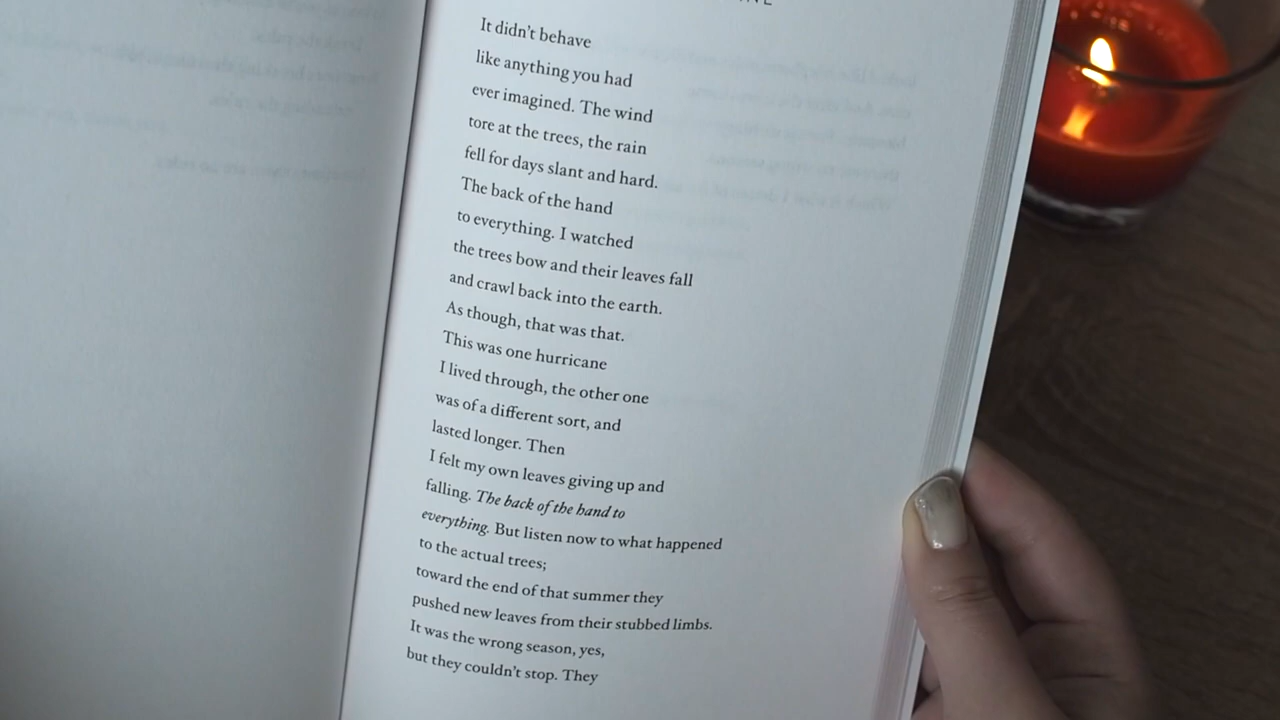 It didn't behave
like anything you had
ever imagined. The wind
tore at the trees, the rain
fell for days slant and hard.
The back of the hand
to everything. I watched
the trees bow and their leaves fall
and crawl back into the earth.
As though, that was that.
This was one hurricane
I lived through, the other one
was of a different sort, and
lasted longer. Then
I felt my own leaves giving up and
falling. The back of the hand to
everything. But listen now to what happened
to the actual trees;
toward the end of that summer they
pushed new leaves from their stubbed limbs.
It was the wrong season, yes,
but they couldn't stop. They